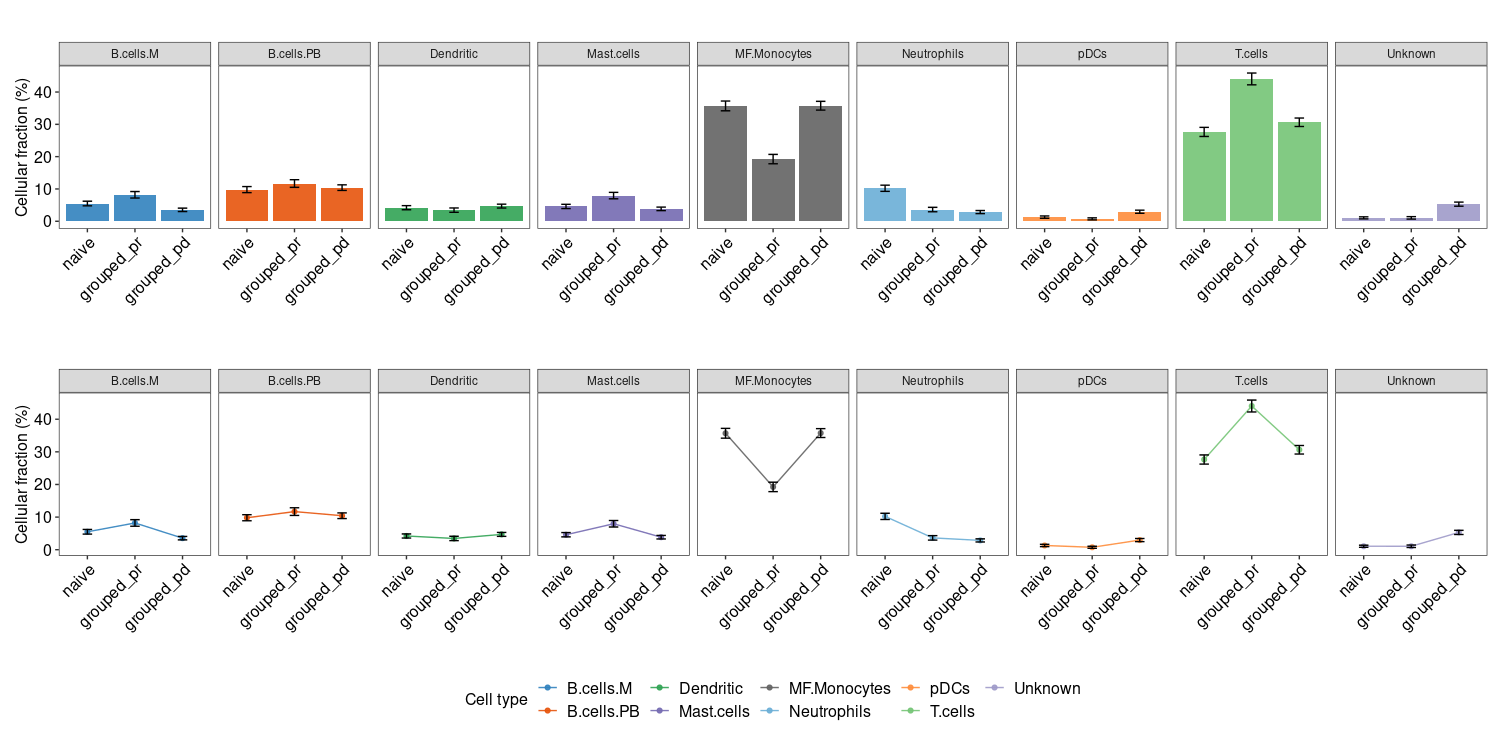 B.cells.M B.cells.PB Dendritic Mast.cells MF.Monocytes Neutrophils pDCs T.cells Unknown
Cellular fraction (%)
40
30
20
10
0
naive grouped_pr grouped_pd naive grouped_pr grouped_pd naive grouped_pr grouped_pd naive grouped_pr grouped_pd naive grouped_pr grouped_pd naive grouped_pr grouped_pd naive grouped_pr grouped_pd naive grouped_pr grouped_pd naive grouped_pr grouped_pd
B.cells.M B.cells.PB Dendritic Mast.cells MF.Monocytes Neutrophils pDCs T.cells Unknown
Cellular fraction (%)
40
30
20
10
0
naive grouped_pr grouped_pd naive grouped_pr grouped_pd naive grouped_pr grouped_pd naive grouped_pr grouped_pd naive grouped_pr grouped_pd naive grouped_pr grouped_pd naive grouped_pr grouped_pd naive grouped_pr grouped_pd naive grouped_pr grouped_pd
Cell type
B.cells.M Dendritic MF.Monocytes pDCs Unknown
B.cells.PB Mast.cells Neutrophils T.cells